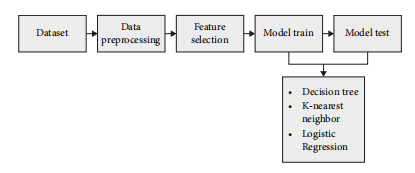 Dataset
Data
preprocessing
Feature
selection
Model train
Model test
• Decision tree
• K-nearest
neighbor
• Logistic
Regression